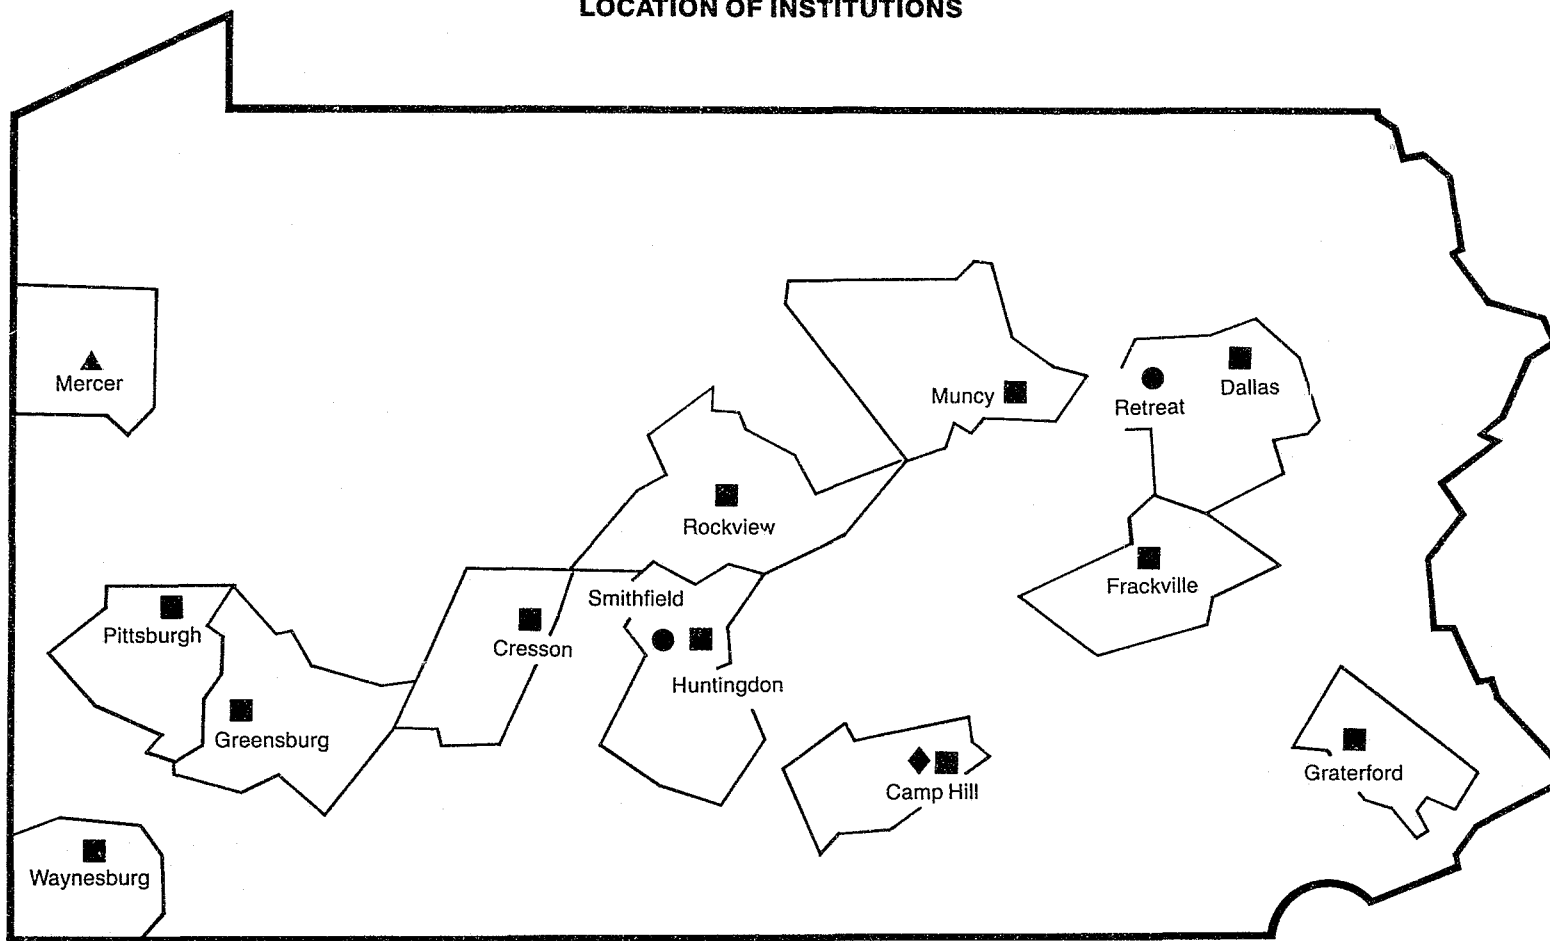 LOCATION OF INSTITUTIONS
Mercer
Muncy
Retreat
Dallas
Rockview
Smithfield
Frackville
Pittsburgh
Cresson
Huntingdon
Greensburg
Graterford
Camp Hill
Waynesburg